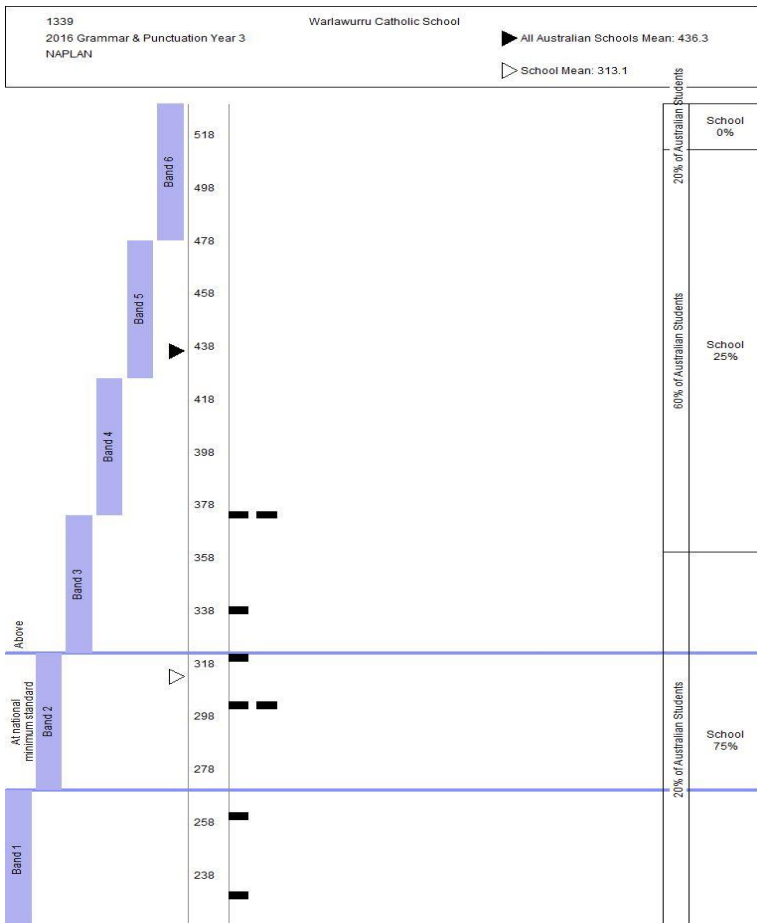 1339
Warlawurru Catholic School
2016 Grammar & Punctuation Year 3
All Australian Schools Mean: 436.3
NAPLAN
School Mean: 313.1
20% of Australian Students
School
0%
Band 6
518
498
478
Band 5
458
438
60% of Australian Students
School
25%
418
Band 4
398
378
Band 3
358
338
Above
318
At national
minimum standard
Band 2
298
278
20% of Australian Students
School
75%
258
Band 1
238